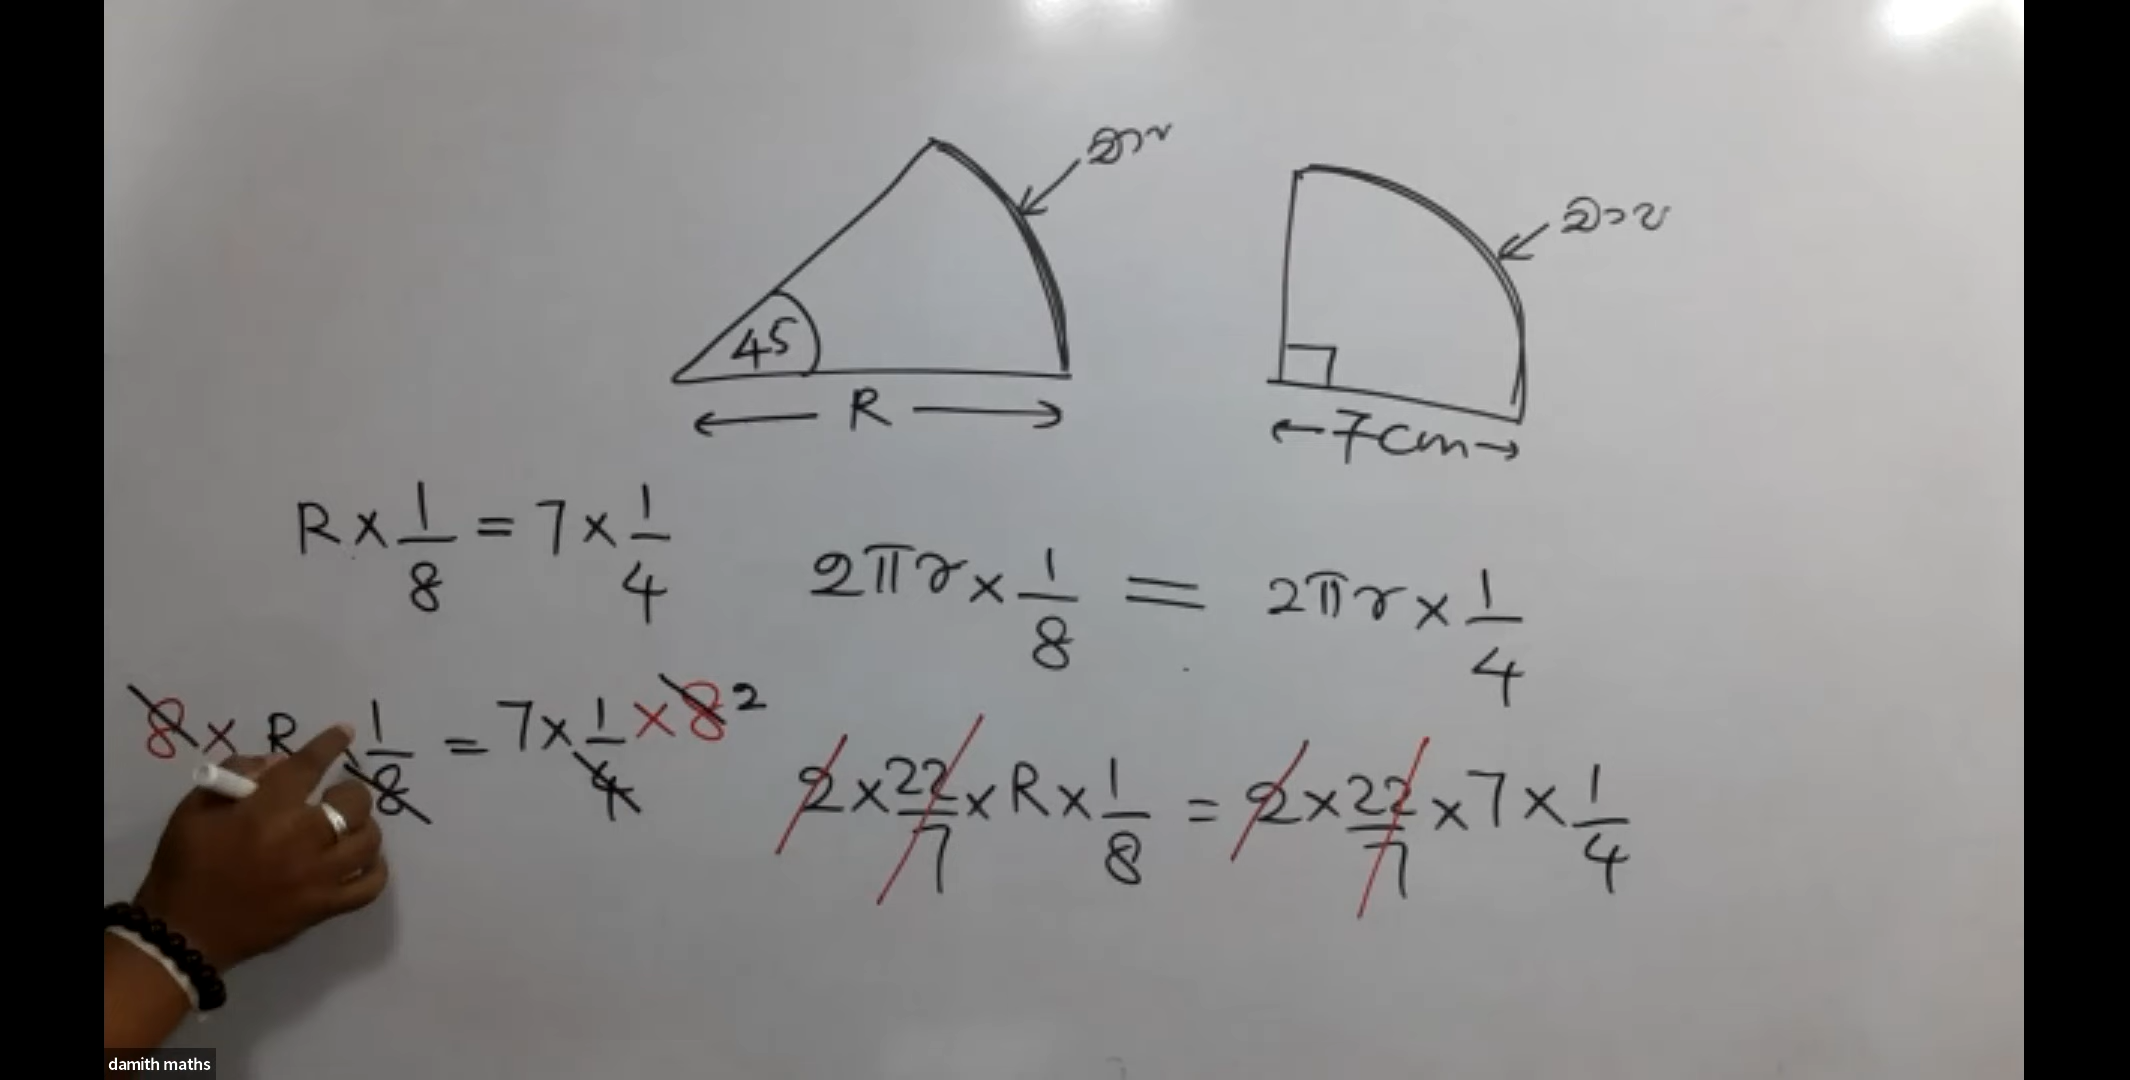 චාප
චාප
45
R
7cm
R × 1/8 = 7 × 1/4
2πr × 1/8 = 2πr × 1/4
8 × R × 1/8 = 7 × 1/4 × 8 2
2 × 22/7 × R × 1/8 = 2 × 22/7 × 7 × 1/4
damith maths